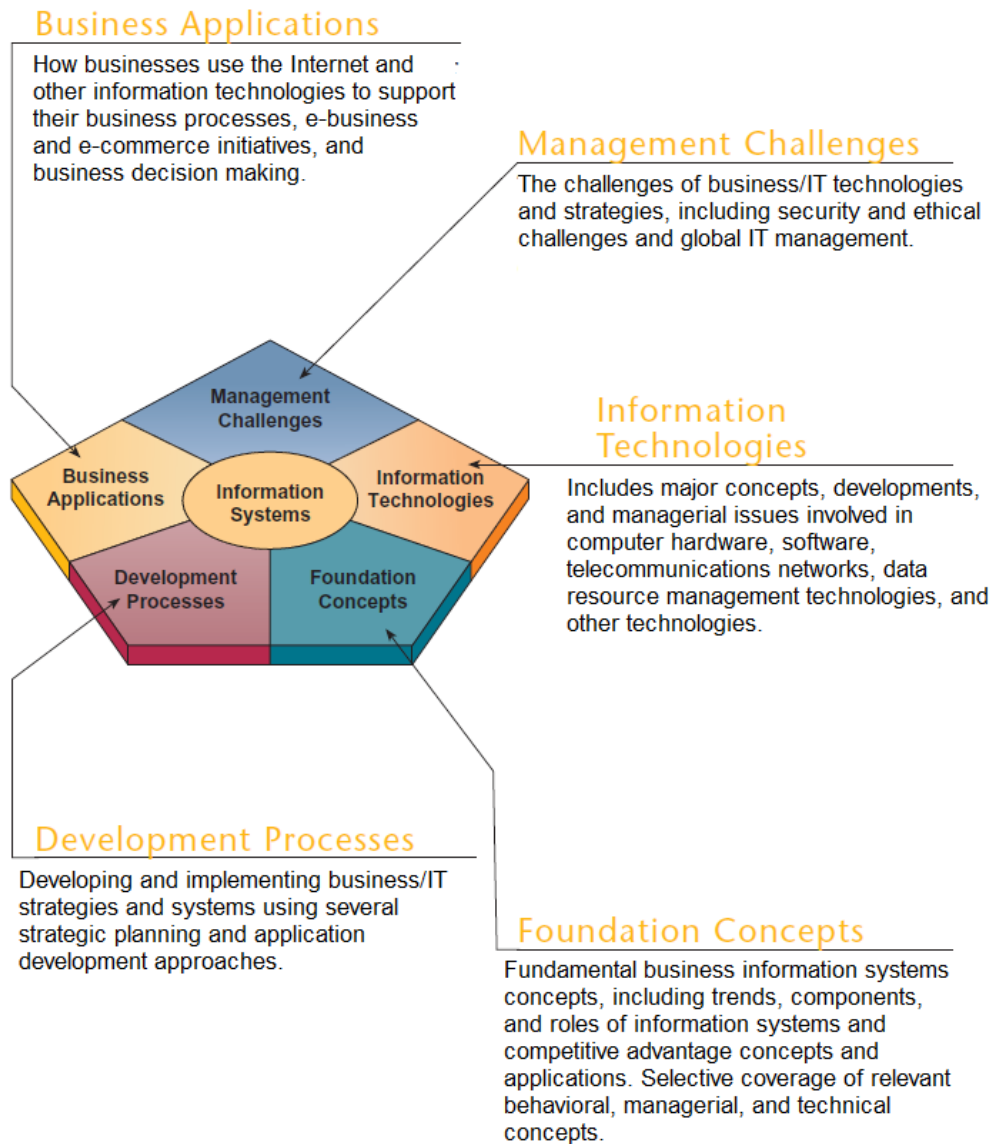 Business Applications
How businesses use the Internet and
other information technologies to support
their business processes, e-business
and e-commerce initiatives, and
business decision making.
Management Challenges
The challenges of business/IT technologies
and strategies, including security and ethical
challenges and global IT management.
Management
Challenges
Business
Applications
Information
Systems
Information
Technologies
Development
Processes
Foundation
Concepts
Information
Technologies
Includes major concepts, developments,
and managerial issues involved in
computer hardware, software,
telecommunications networks, data
resource management technologies, and
other technologies.
Development Processes
Developing and implementing business/IT
strategies and systems using several
strategic planning and application
development approaches.
Foundation Concepts
Fundamental business information systems
concepts, including trends, components,
and roles of information systems and
competitive advantage concepts and
applications. Selective coverage of relevant
behavioral, managerial, and technical
concepts.